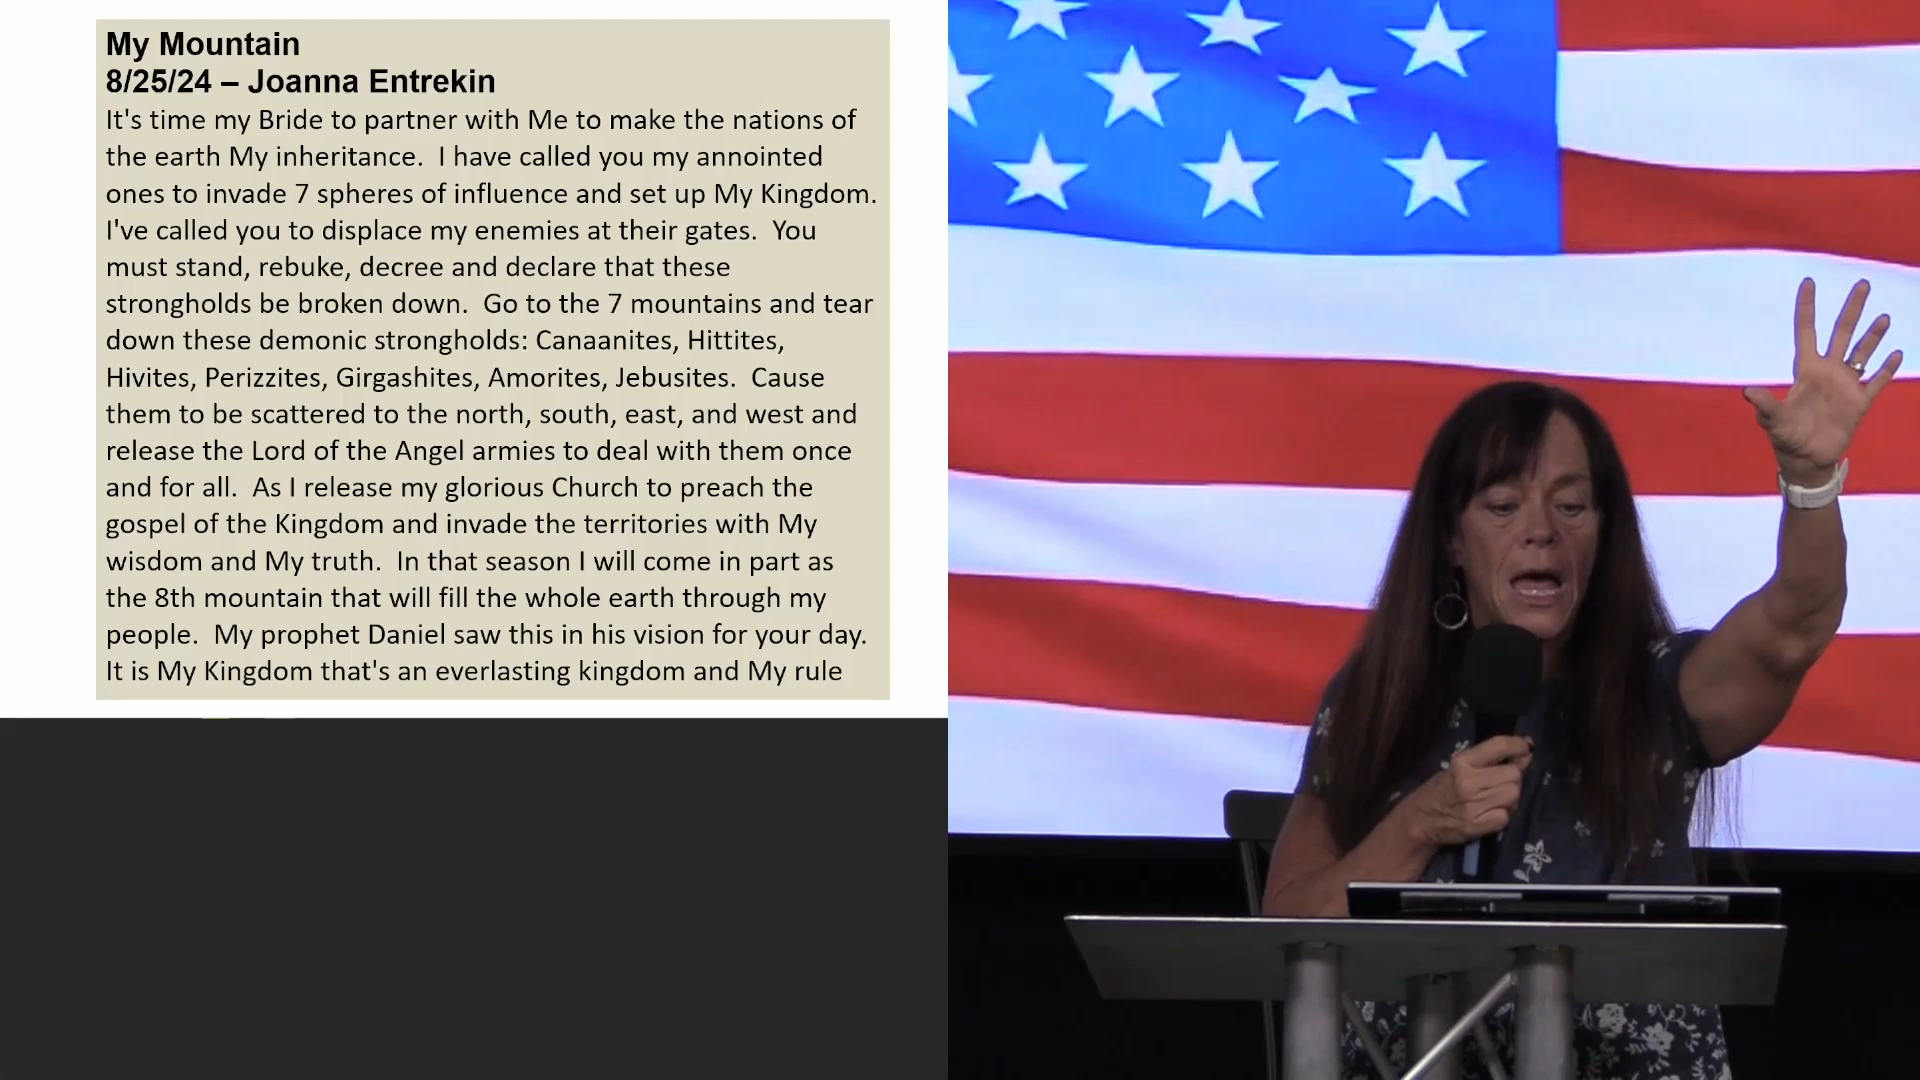 My Mountain
8/25/24 – Joanna Entrekin
It's time my Bride to partner with Me to make the nations of
the earth My inheritance.  I have called you my annointed
ones to invade 7 spheres of influence and set up My Kingdom.
I've called you to displace my enemies at their gates.  You
must stand, rebuke, decree and declare that these
strongholds be broken down.  Go to the 7 mountains and tear
down these demonic strongholds: Canaanites, Hittites,
Hivites, Perizzites, Girgashites, Amorites, Jebusites.  Cause
them to be scattered to the north, south, east, and west and
release the Lord of the Angel armies to deal with them once
and for all.  As I release my glorious Church to preach the
gospel of the Kingdom and invade the territories with My
wisdom and My truth.  In that season I will come in part as
the 8th mountain that will fill the whole earth through my
people.  My prophet Daniel saw this in his vision for your day.
It is My Kingdom that's an everlasting kingdom and My rule